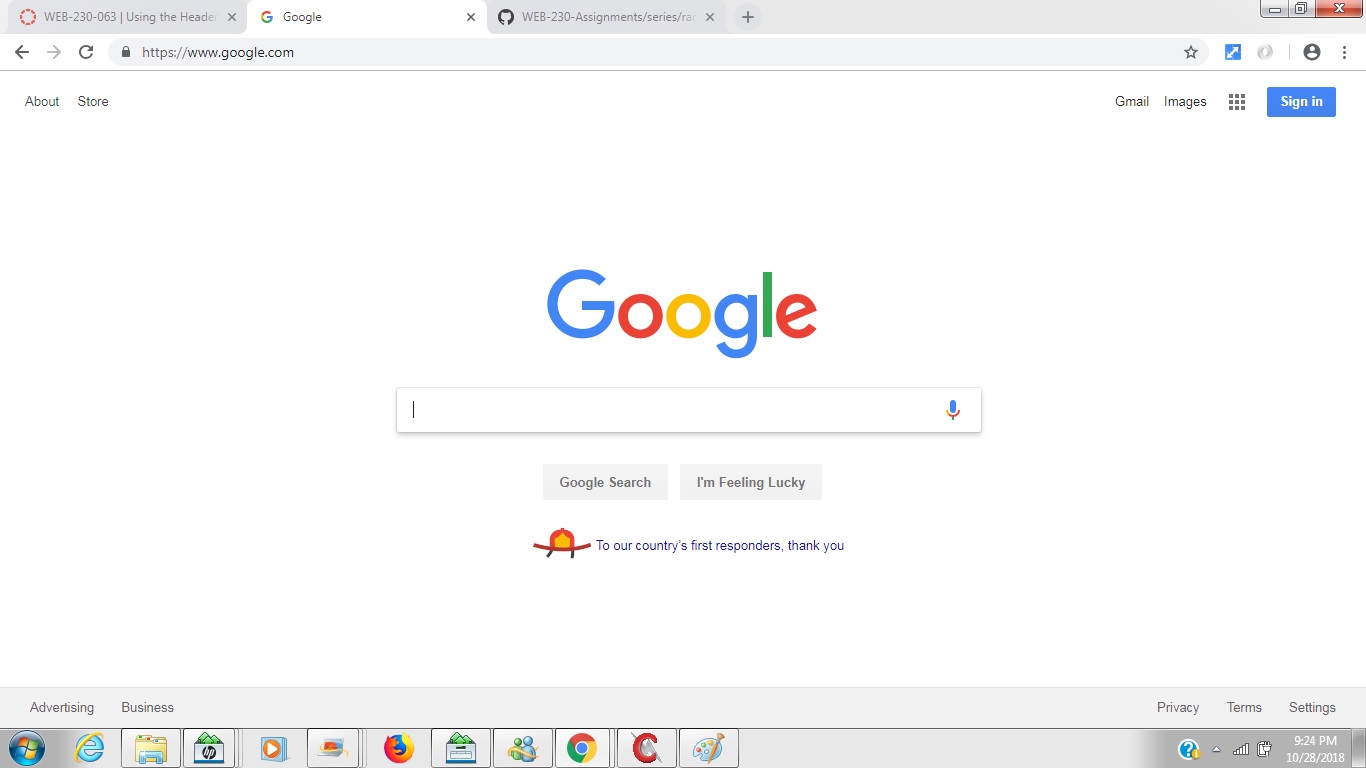 WEB-230-063 | Using the Header
Google
WEB-230-Assignments/series/ran
https://www.google.com
About Store
Gmail Images Sign in
Google
Google Search I'm Feeling Lucky
To our country's first responders, thank you
Advertising Business
Privacy Terms Settings
hp
9:24 PM
10/28/2018